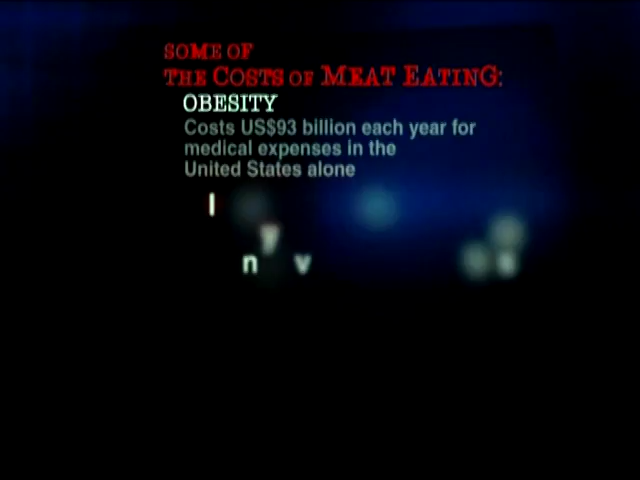 SOME OF
THE COSTS OF MEAT EATING:
OBESITY
Costs US$93 billion each year for
medical expenses in the
United States alone